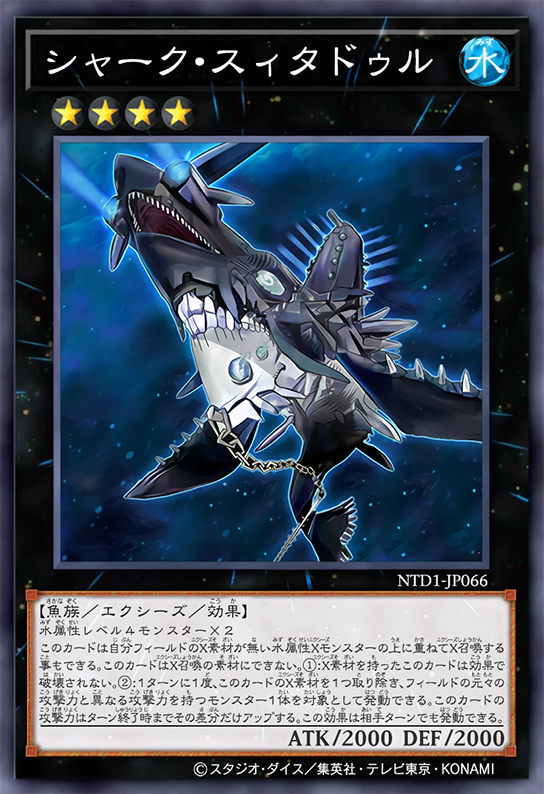 シャーク・スィタドゥル
水
NTD1-JP066
【魚族／エクシーズ／効果】
水属性レベル４モンスター×２
このカードは自分フィールドのX素材が無い水属性Xモンスターの上に重ねてX召喚する
事もできる。このカードはX召喚の素材にできない。①:X素材を持ったこのカードは効果で
破壊されない。②:1ターンに1度、このカードのX素材を1つ取り除き、フィールドの元々の
攻撃力と異なる攻撃力を持つモンスター1体を対象として発動できる。このカードの
攻撃力はターン終了時までその差分だけアップする。この効果は相手ターンでも発動できる。
ATK/2000 DEF/2000
©スタジオ・ダイス／集英社・テレビ東京・KONAMI